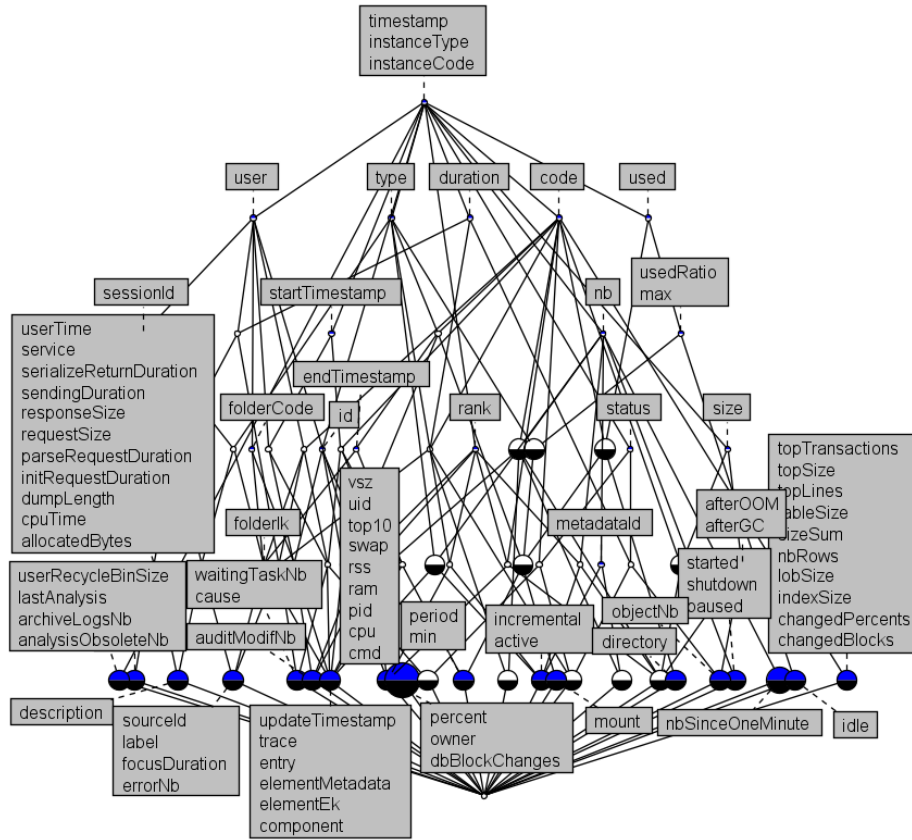 timestamp
instanceType
instanceCode
user
type
duration
code
used
sessionId
startTimestamp
nb
usedRatio
max
userTime
service
serializeReturnDuration
sendingDuration
responseSize
requestSize
parseRequestDuration
initRequestDuration
dumpLength
cpuTime
allocatedBytes
endTimestamp
folderCode
id
rank
status
size
topTransactions
topSize
topLines
tableSize
sizeSum
nbRows
lobSize
indexSize
changedPercents
changedBlocks
vsz
uid
top10
swap
rss
ram
pid
cpu
cmd
folderIk
metadataId
afterOOM
afterGC
userRecycleBinSize
lastAnalysis
archiveLogsNb
analysisObsoleteNb
waitingTaskNb
cause
started
shutdown
paused
auditModifNb
period
min
incremental
active
objectNb
directory
description
sourceId
label
focusDuration
errorNb
updateTimestamp
trace
entry
elementMetadata
elementEk
component
percent
owner
dbBlockChanges
mount
nbSinceOneMinute
idle